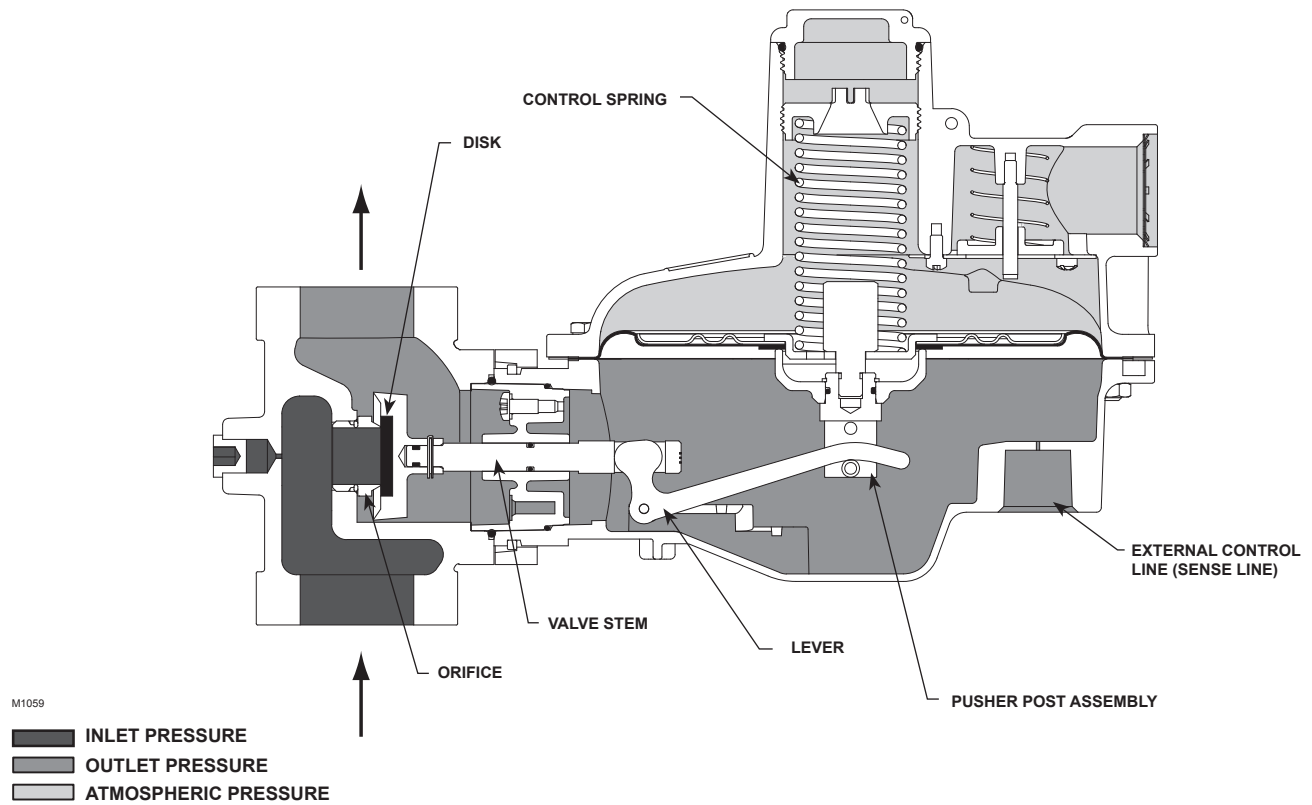 CONTROL SPRING
DISK
EXTERNAL CONTROL
LINE (SENSE LINE)
VALVE STEM
LEVER
ORIFICE
PUSHER POST ASSEMBLY
M1059
INLET PRESSURE
OUTLET PRESSURE
ATMOSPHERIC PRESSURE